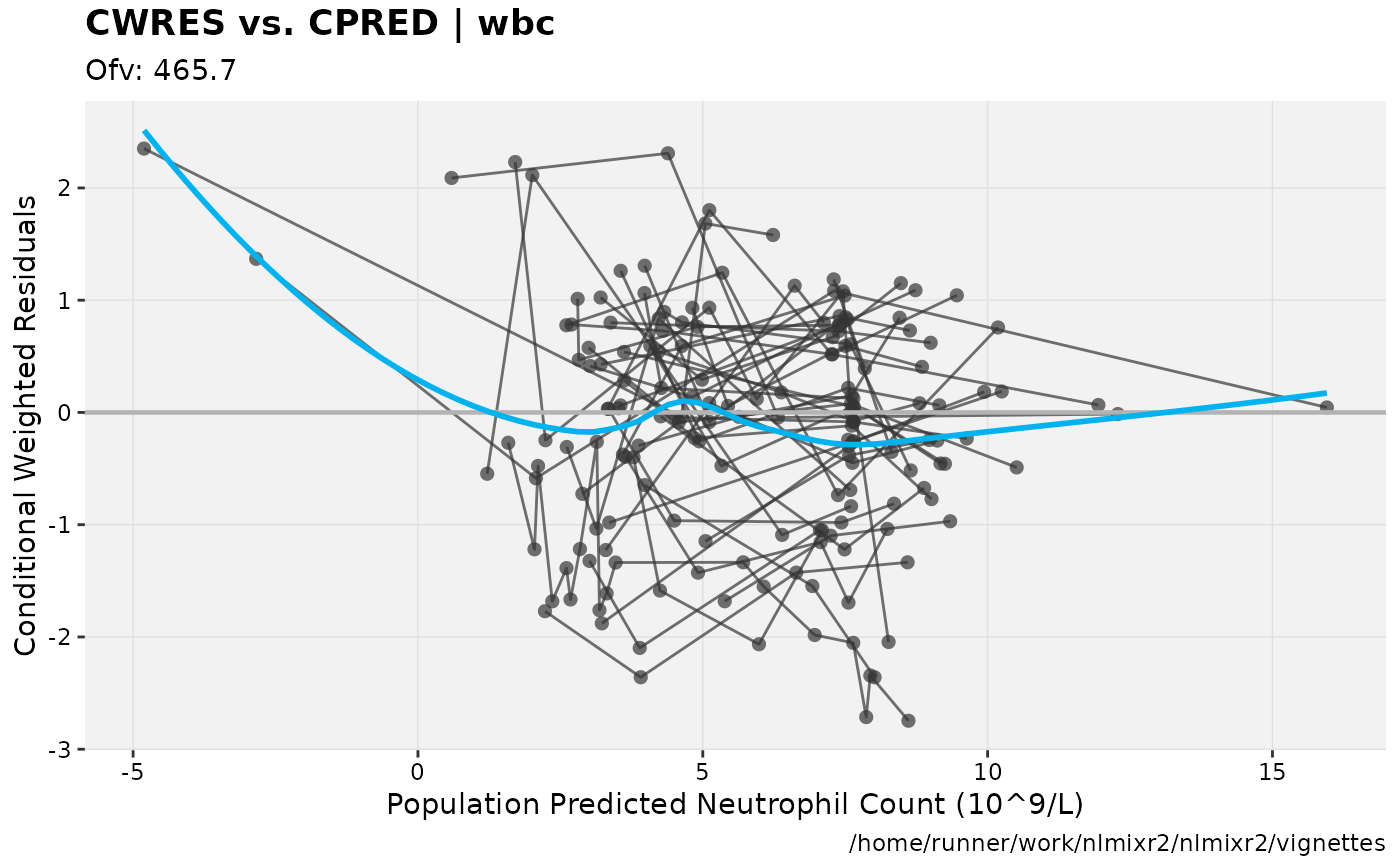 CWRES vs. CPRED | wbc
Ofv: 465.7
Conditional Weighted Residuals
2
1
0
-1
-2
-3
-5
0
5
10
15
Population Predicted Neutrophil Count (10^9/L)
/home/runner/work/nlmixr2/nlmixr2/vignettes